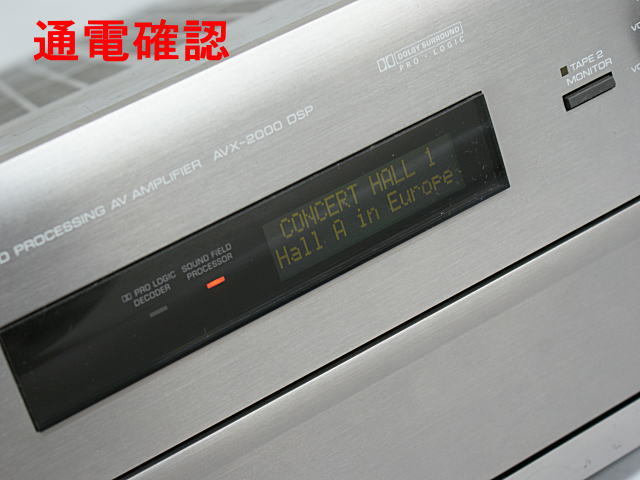 通電確認
DOLBY SURROUND
PRO · LOGIC
TAPE 2
MONITOR
PROCESSING AV AMPLIFIER AVX-2000 DSP
CONCERT HALL 1
Hall A in Europe
PRO LOGIC
DECODER
SOUND FIELD
PROCESSOR